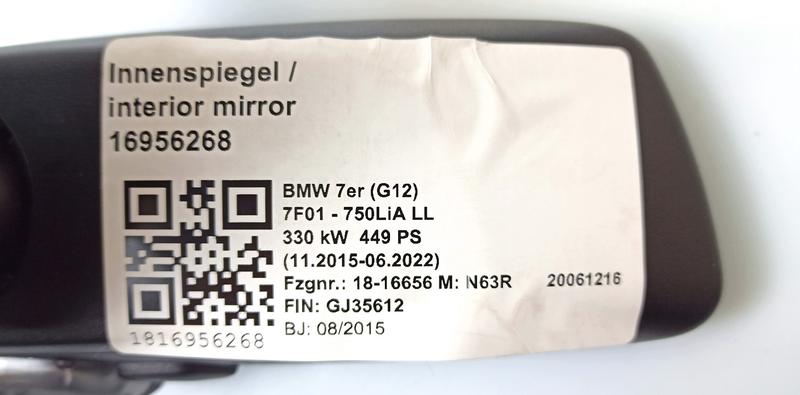 Innenspiegel /
interior mirror
16956268
BMW 7er (G12)
7F01 - 750LiA LL
330 kW 449 PS
(11.2015-06.2022)
Fzgnr.: 18-16656 M: N63R 20061216
FIN: GJ35612
BJ: 08/2015
1816956268